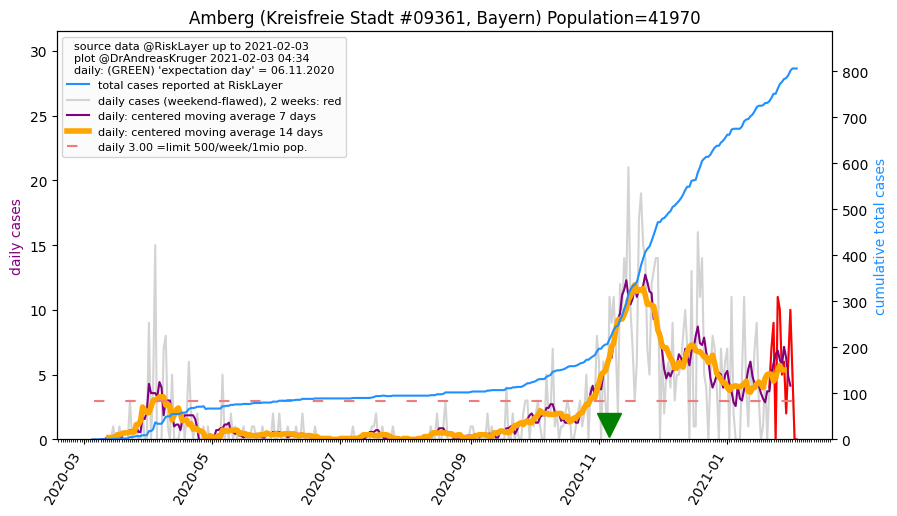 Amberg (Kreisfreie Stadt #09361, Bayern) Population=41970
source data @RiskLayer up to 2021-02-03
plot @DrAndreasKruger 2021-02-03 04:34
daily: (GREEN) 'expectation day' = 06.11.2020
total cases reported at RiskLayer
daily cases (weekend-flawed), 2 weeks: red
daily: centered moving average 7 days
daily: centered moving average 14 days
daily 3.00 =limit 500/week/1mio pop.
daily cases
30
25
20
15
10
5
0
cumulative total cases
800
700
600
500
400
300
200
100
0
2020-03
2020-05
2020-07
2020-09
2020-11
2021-01